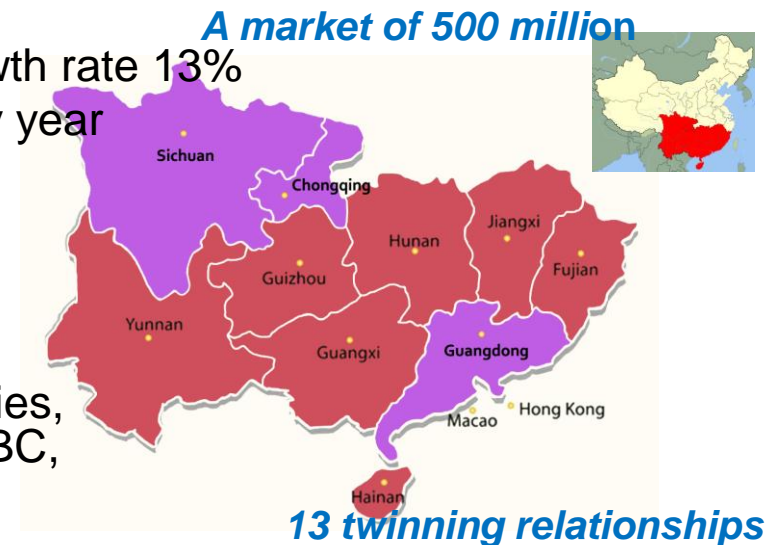 A market of 500 million
wth rate 13%
year
Sichuan
Chongqing
Jiangxi
Hunan
Fujian
Guizhou
Yunnan
Guangxi
Guangdong
ies,
Hong Kong
Macao
BC,
Hainan
13 twinning relationships